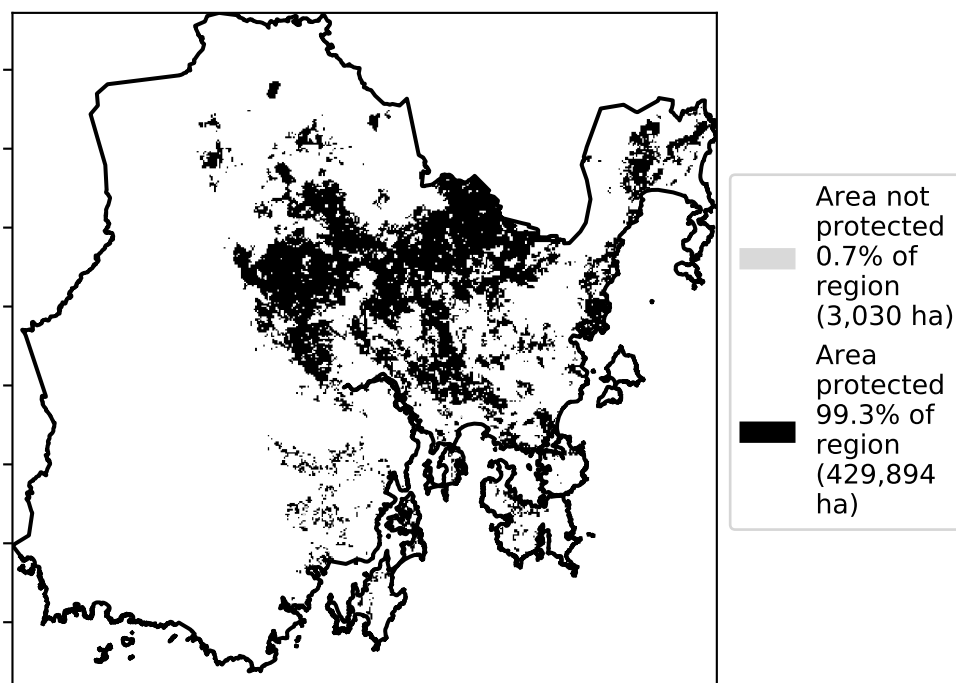 Area not
protected
0.7% of
region
(3,030 ha)
Area
protected
99.3% of
region
(429,894
ha)